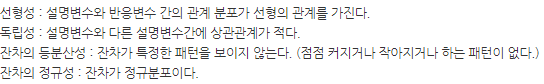 선형성 : 설명변수와 반응변수 간의 관계 분포가 선형의 관계를 가진다.
독립성 : 설명변수와 다른 설명변수간에 상관관계가 적다.
잔차의 등분산성 : 잔차가 특정한 패턴을 보이지 않는다. (점점 커지거나 작아지거나 하는 패턴이 없다.)
잔차의 정규성 : 잔차가 정규분포이다.